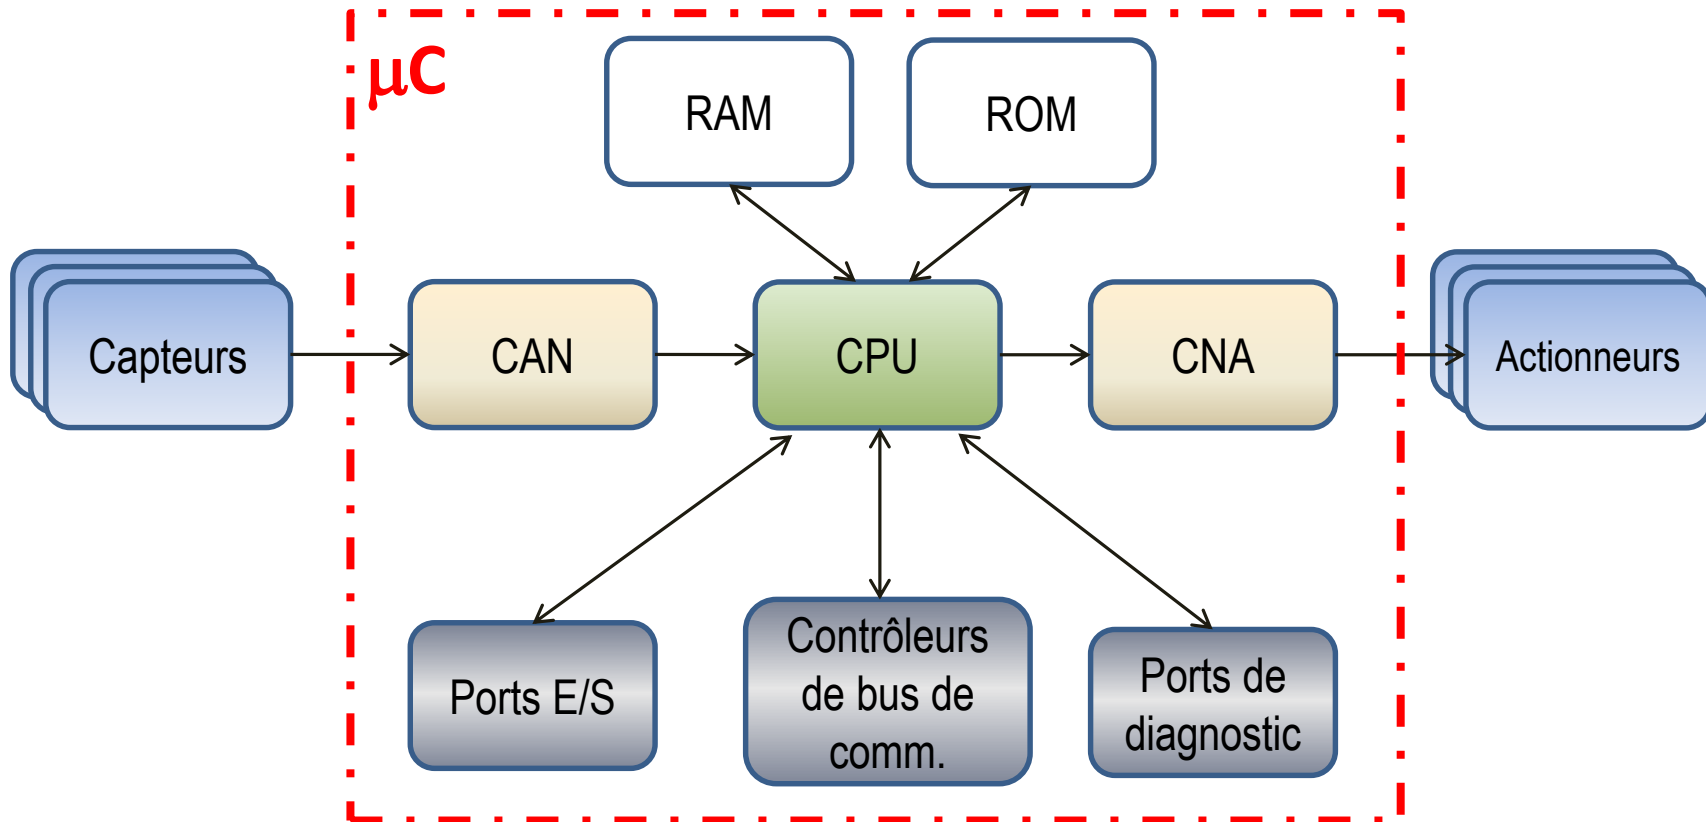 μC
RAM
ROM
Capteurs
CAN
CPU
CNA
Actionneurs
Ports E/S
Contrôleurs
de bus de
comm.
Ports de
diagnostic